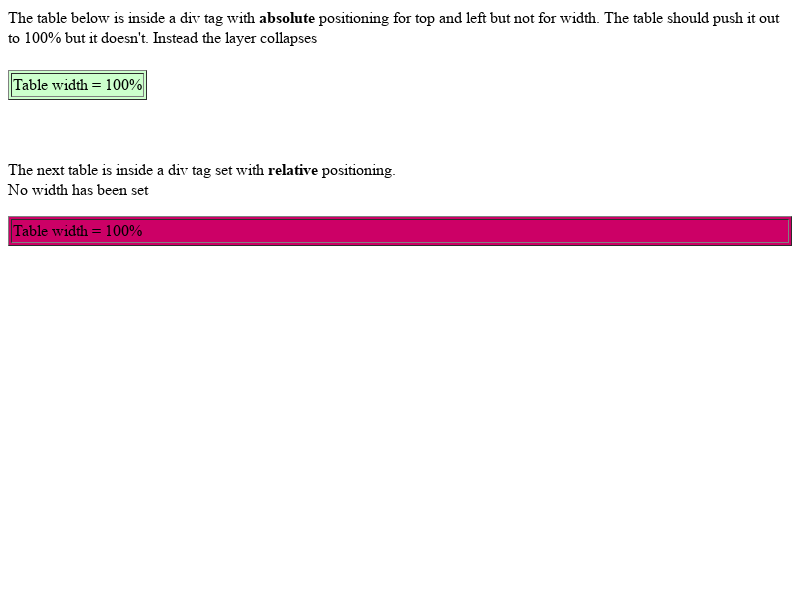 The table below is inside a div tag with absolute positioning for top and left but not for width. The table should push it out
to 100% but it doesn't. Instead the layer collapses
Table width = 100%
The next table is inside a div tag set with relative positioning.
No width has been set
Table width = 100%